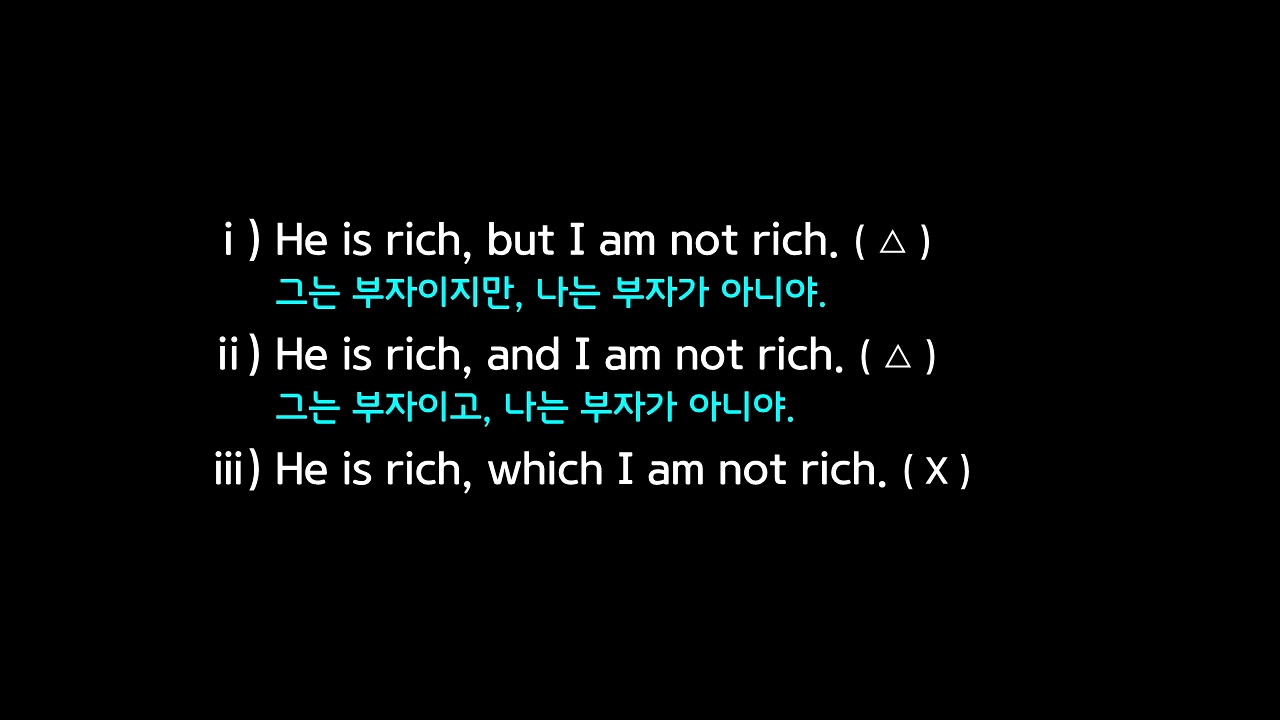 ⅰ) He is rich, but I am not rich. ( △ )
그는 부자이지만, 나는 부자가 아니야.
ⅱ) He is rich, and I am not rich. ( △ )
그는 부자이고, 나는 부자가 아니야.
ⅲ) He is rich, which I am not rich. ( X )